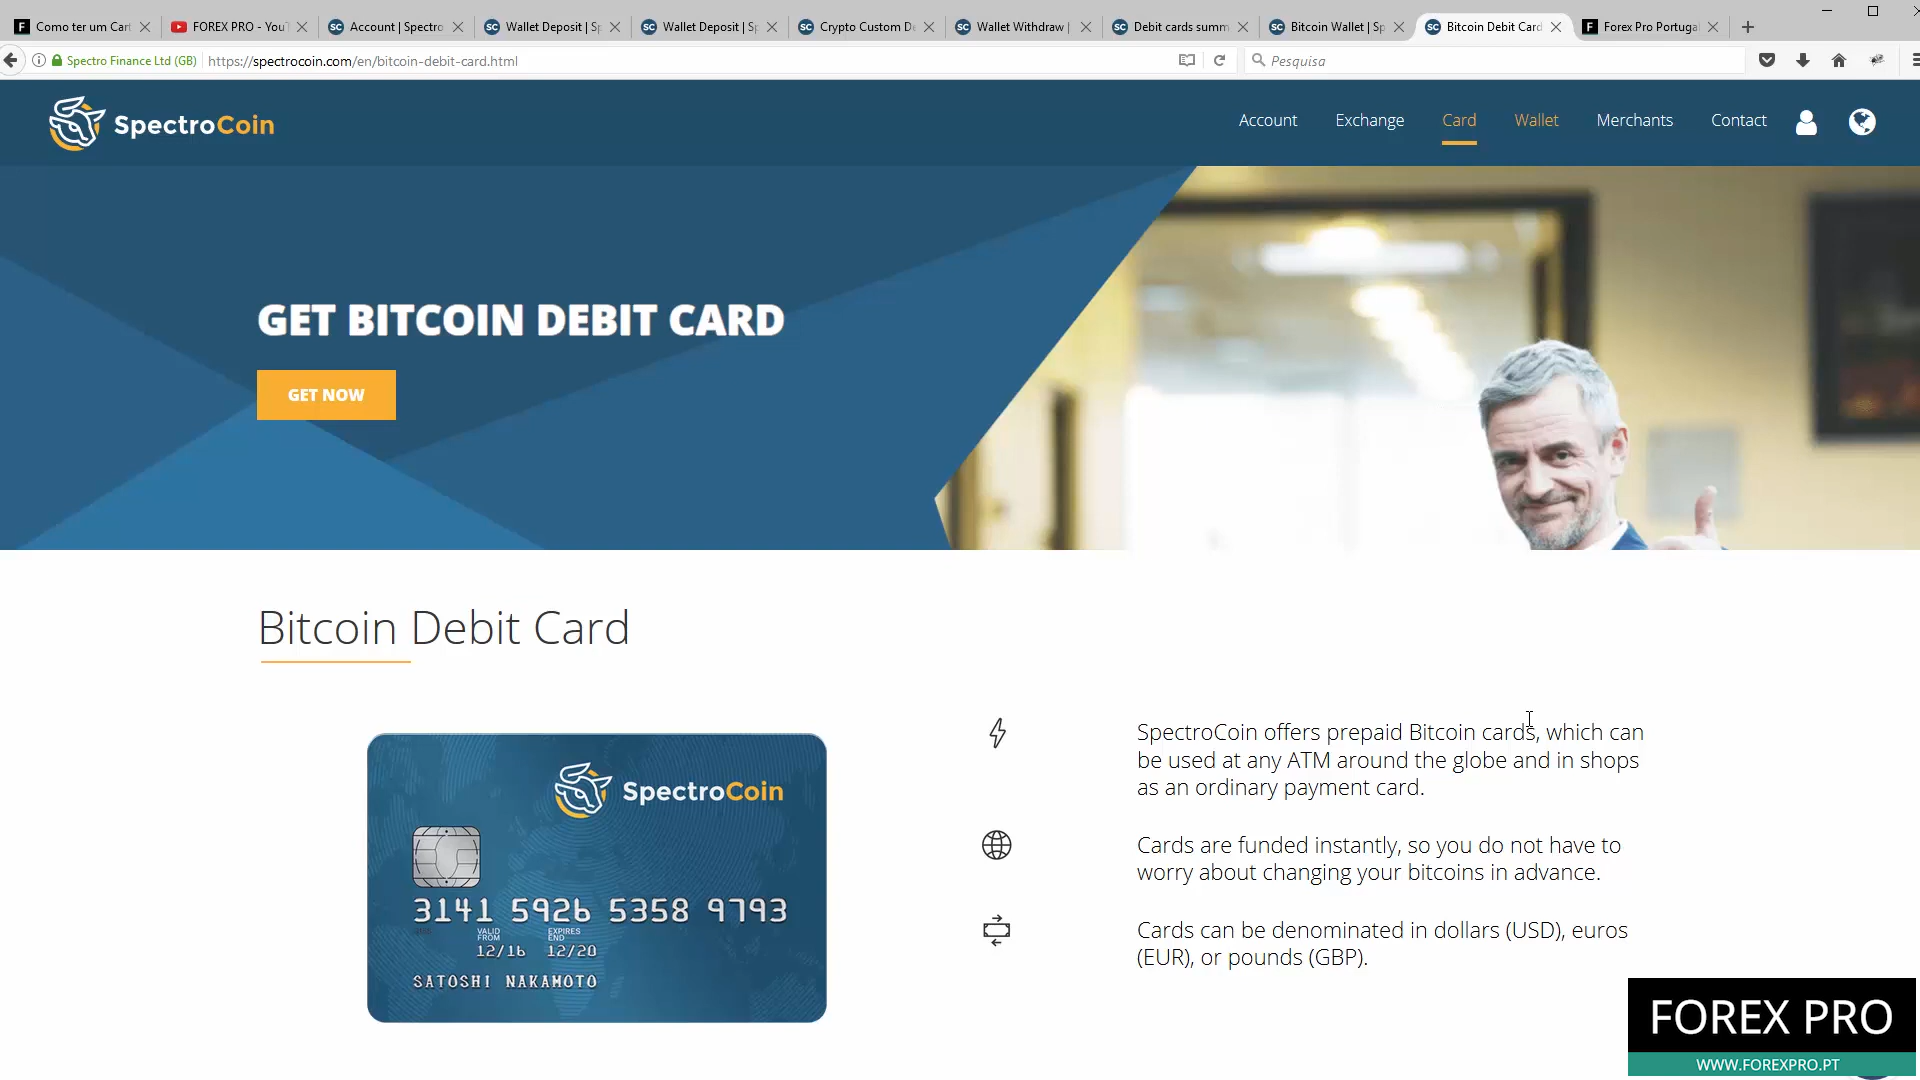 Como ter um Cart
FOREX PRO - YouT
Account | Spectro
Wallet Deposit | Sp
Wallet Deposit | Sp
Crypto Custom De
Wallet Withdraw |
Debit cards summ
Bitcoin Wallet | Sp
Bitcoin Debit Card
Forex Pro Portugal
Spectro Finance Ltd (GB)
https://spectrocoin.com/en/bitcoin-debit-card.html
Pesquisa
SpectroCoin
Account
Exchange
Card
Wallet
Merchants
Contact
GET BITCOIN DEBIT CARD
GET NOW
Bitcoin Debit Card
SpectroCoin
3141 5926 5358 9793
VALID FROM
EXPIRES END
12/16 12/20
SATOSHI NAKAMOTO
SpectroCoin offers prepaid Bitcoin cards, which can
be used at any ATM around the globe and in shops
as an ordinary payment card.
Cards are funded instantly, so you do not have to
worry about changing your bitcoins in advance.
Cards can be denominated in dollars (USD), euros
(EUR), or pounds (GBP).
FOREX PRO
WWW.FOREXPRO.PT